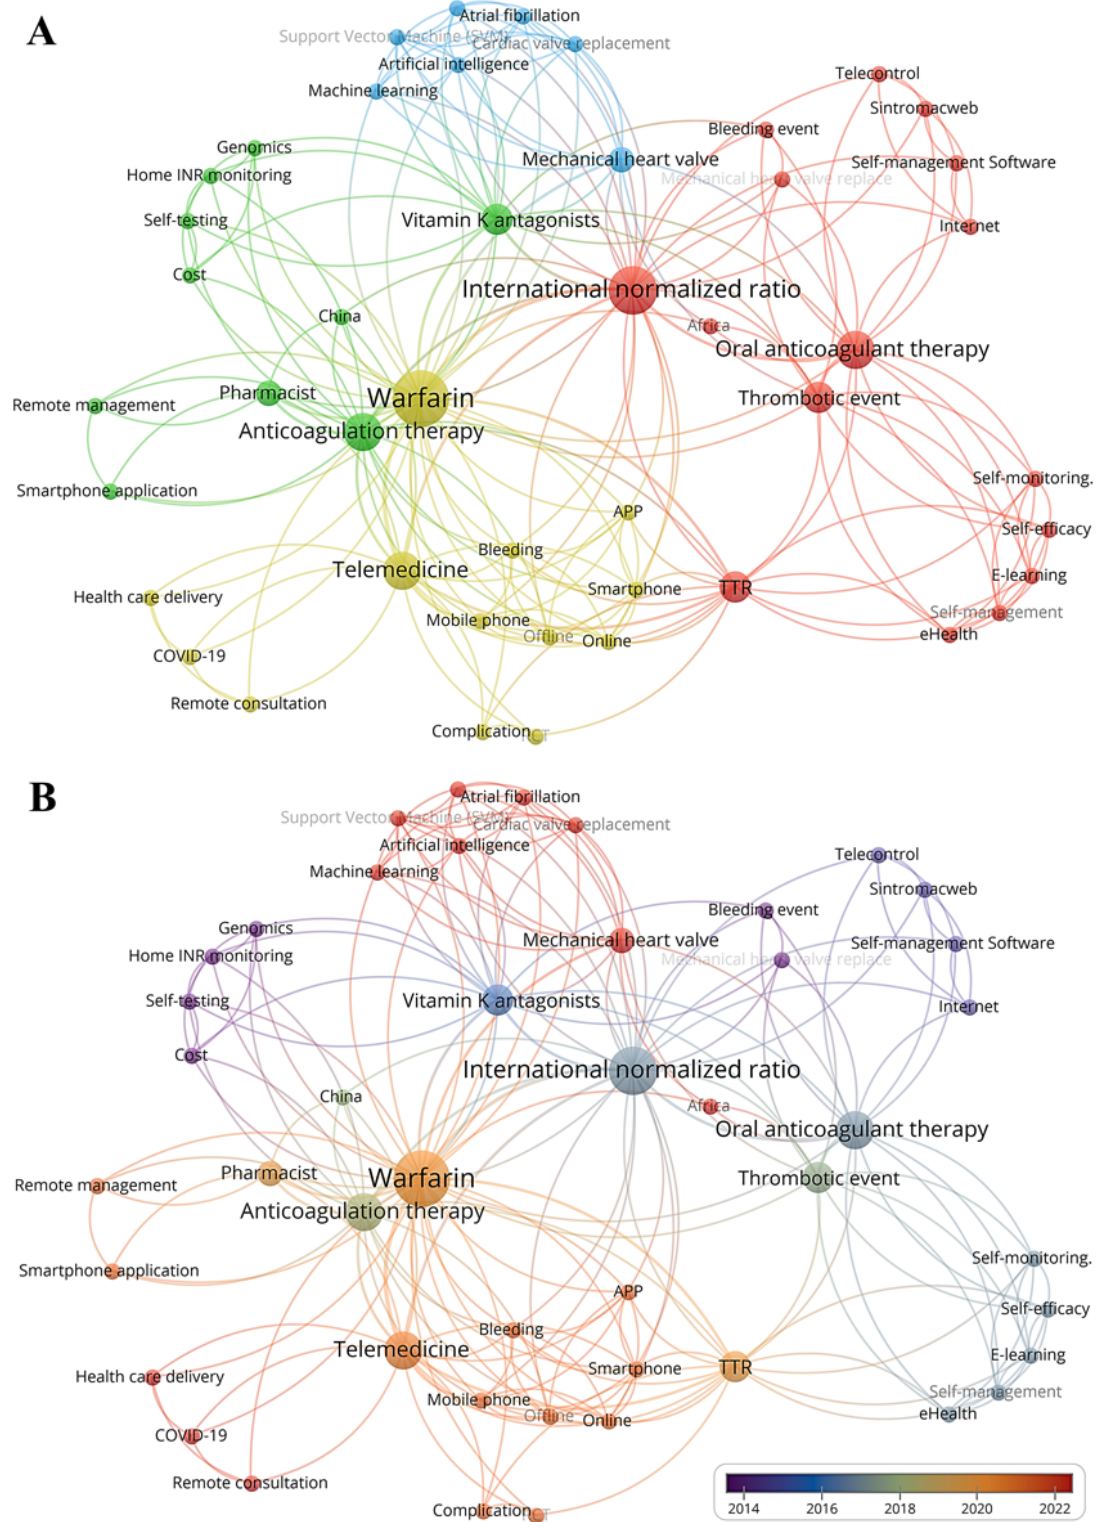 A
Atrial fibrillation
Support Vector Machine (SVM)
Cardiac valve replacement
Artificial intelligence
Machine learning
Telecontrol
Sintromacweb
Bleeding event
Genomics
Mechanical heart valve
Self-management Software
Home INR monitoring
Mechanical heart valve replace
Self-testing
Vitamin K antagonists
Internet
Cost
International normalized ratio
China
Africa
Oral anticoagulant therapy
Pharmacist
Warfarin
Thrombotic event
Remote management
Anticoagulation therapy
Self-monitoring.
Smartphone application
APP
Self-efficacy
Bleeding
Telemedicine
E-learning
Smartphone
TTR
Health care delivery
Self-management
Mobile phone
Offline
Online
eHealth
COVID-19
Remote consultation
Complication
RCT
B
Atrial fibrillation
Support Vector Machine (SVM)
Cardiac valve replacement
Artificial intelligence
Machine learning
Telecontrol
Sintromacweb
Bleeding event
Genomics
Mechanical heart valve
Self-management Software
Home INR monitoring
Mechanical heart valve replace
Self-testing
Vitamin K antagonists
Internet
Cost
International normalized ratio
China
Africa
Oral anticoagulant therapy
Pharmacist
Warfarin
Thrombotic event
Remote management
Anticoagulation therapy
Self-monitoring.
Smartphone application
APP
Self-efficacy
Bleeding
Telemedicine
E-learning
Smartphone
TTR
Health care delivery
Self-management
Mobile phone
Offline
Online
eHealth
COVID-19
Remote consultation
Complication
RCT
2014 2016 2018 2020 2022